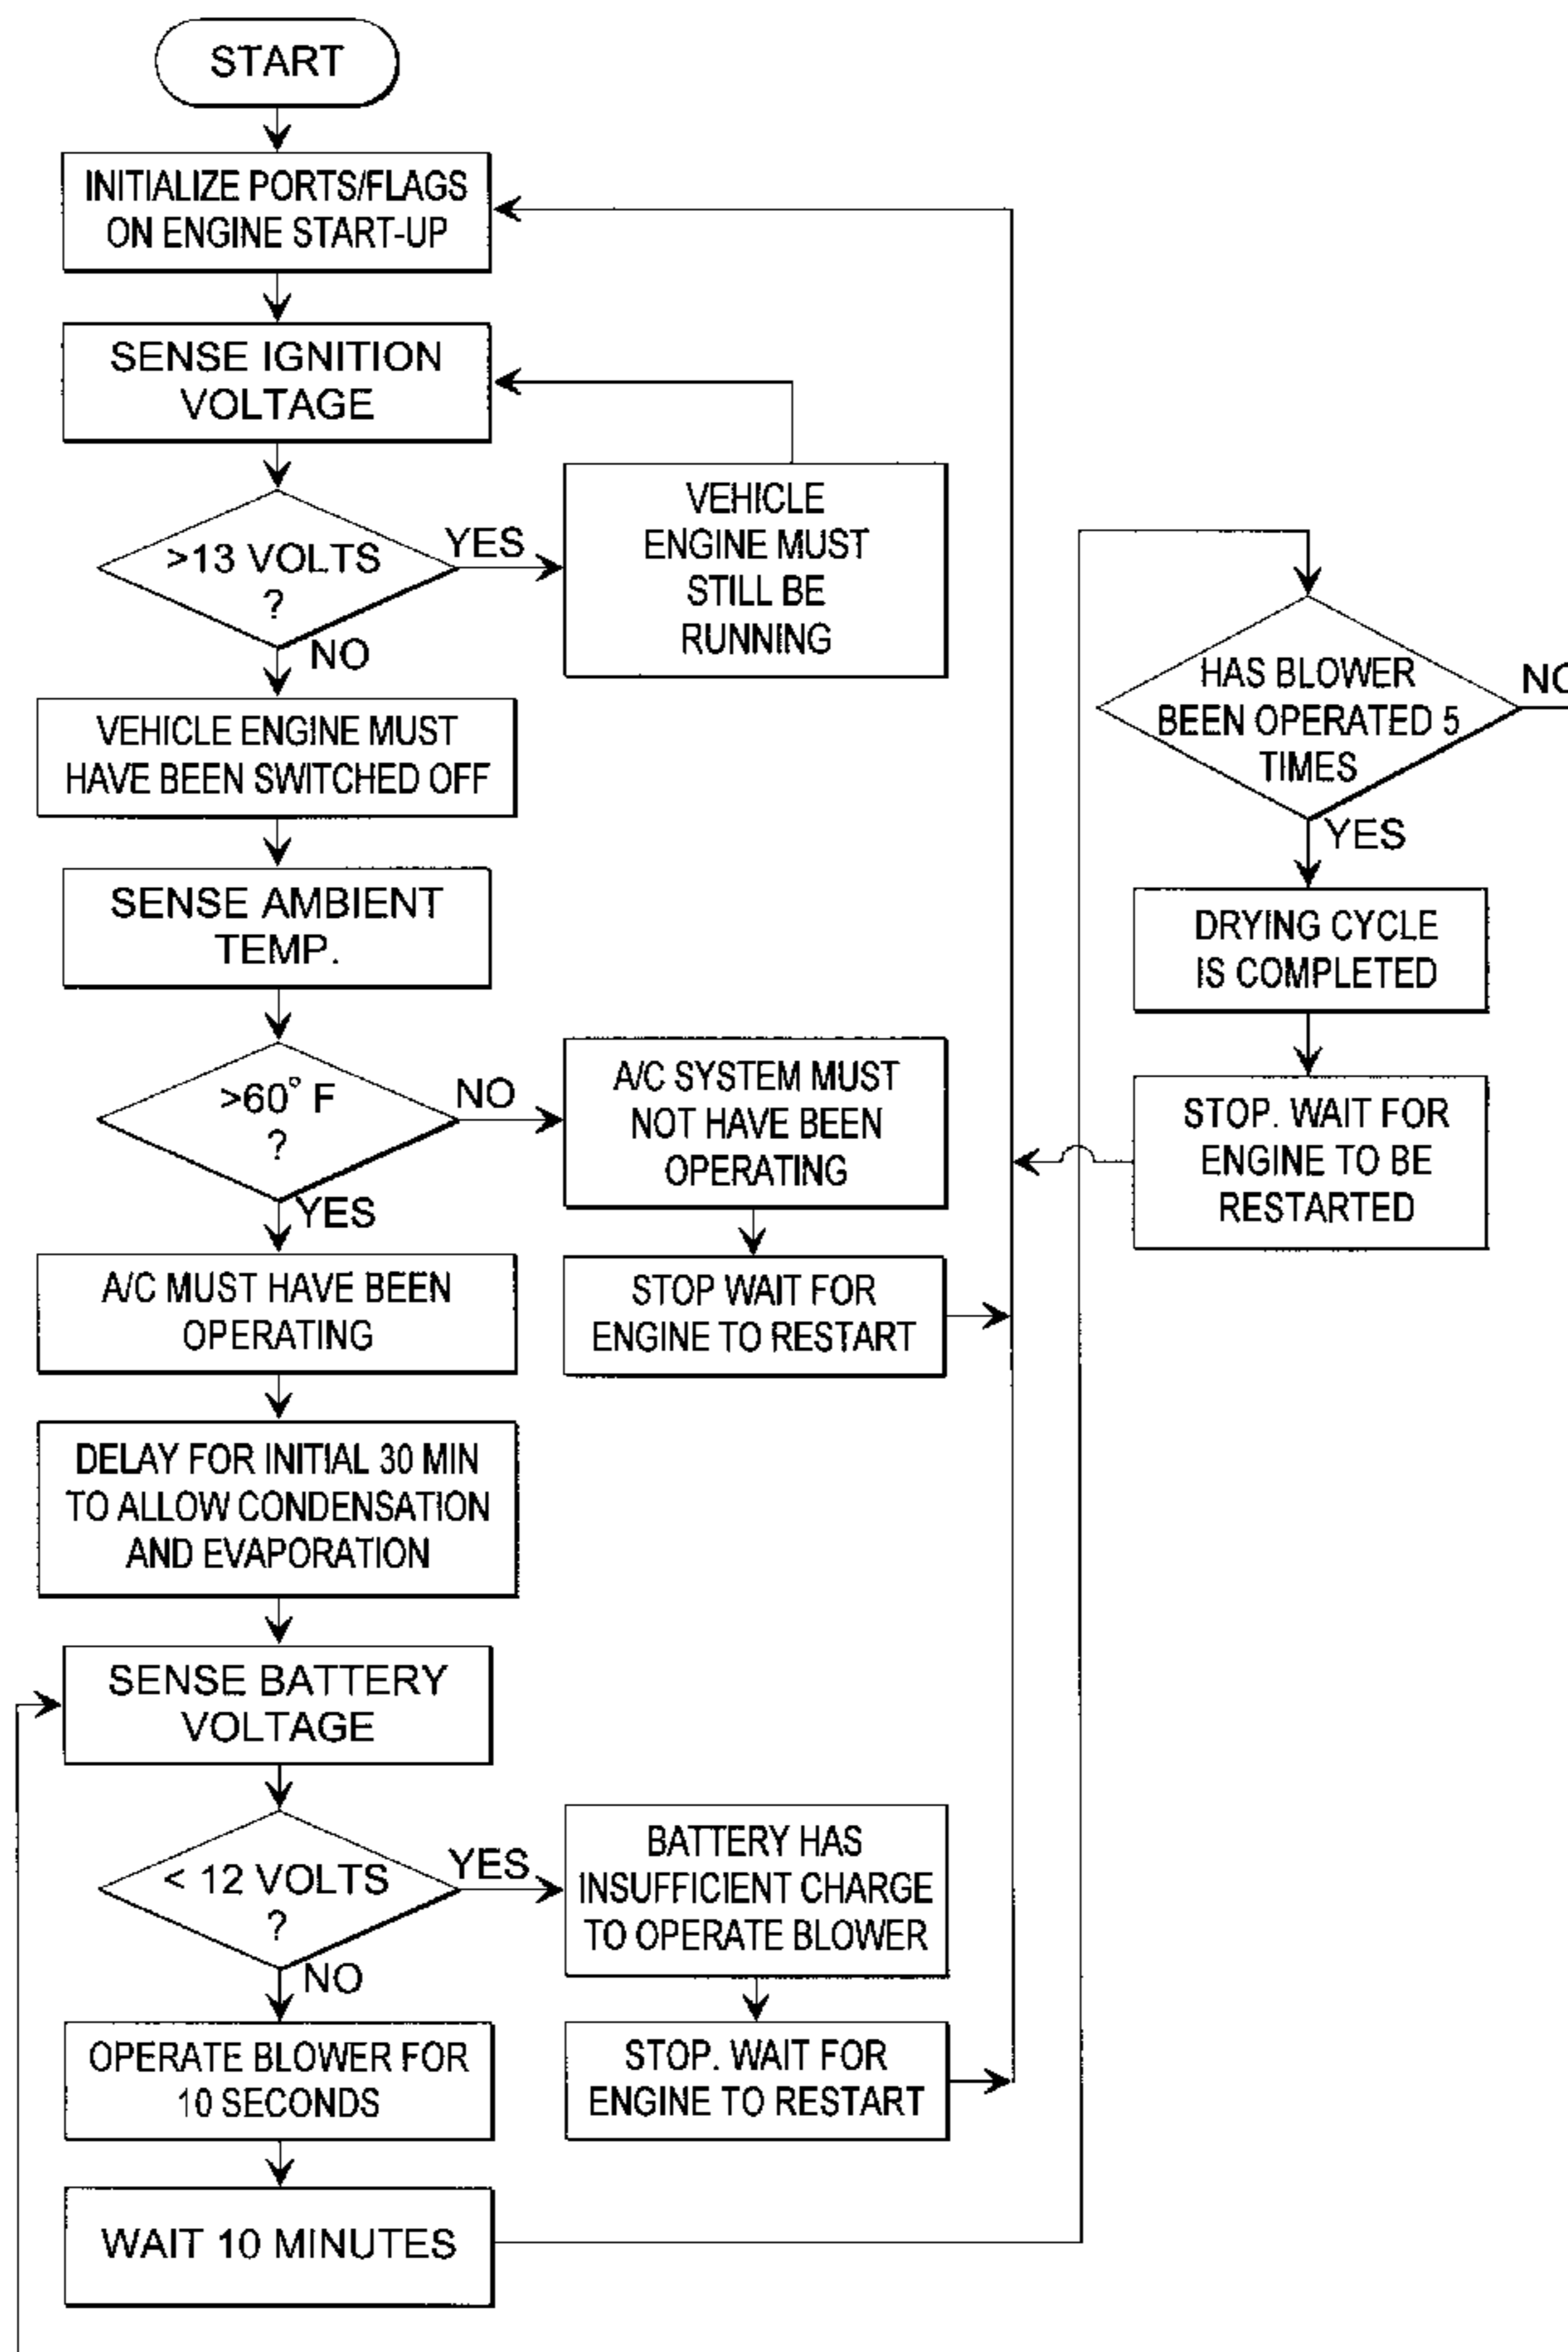 START
INITIALIZE PORTS/FLAGS
ON ENGINE START-UP
SENSE IGNITION
VOLTAGE
>13 VOLTS
?
YES
NO
VEHICLE
ENGINE MUST
STILL BE
RUNNING
VEHICLE ENGINE MUST
HAVE BEEN SWITCHED OFF
SENSE AMBIENT
TEMP.
>60° F
?
NO
YES
A/C SYSTEM MUST
NOT HAVE BEEN
OPERATING
STOP WAIT FOR
ENGINE TO RESTART
A/C MUST HAVE BEEN
OPERATING
DELAY FOR INITIAL 30 MIN
TO ALLOW CONDENSATION
AND EVAPORATION
SENSE BATTERY
VOLTAGE
< 12 VOLTS
?
YES
NO
BATTERY HAS
INSUFFICIENT CHARGE
TO OPERATE BLOWER
STOP. WAIT FOR
ENGINE TO RESTART
OPERATE BLOWER FOR
10 SECONDS
WAIT 10 MINUTES
HAS BLOWER
BEEN OPERATED 5
TIMES
NO
YES
DRYING CYCLE
IS COMPLETED
STOP. WAIT FOR
ENGINE TO BE
RESTARTED